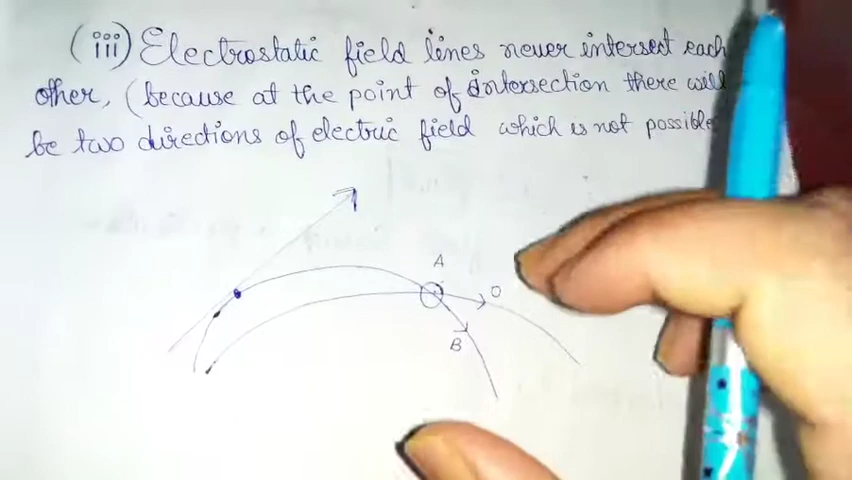 (iii) Electrostatic field lines never intersect each
other, (because at the point of intersection there will
be two directions of electric field which is not possible
A
O
B